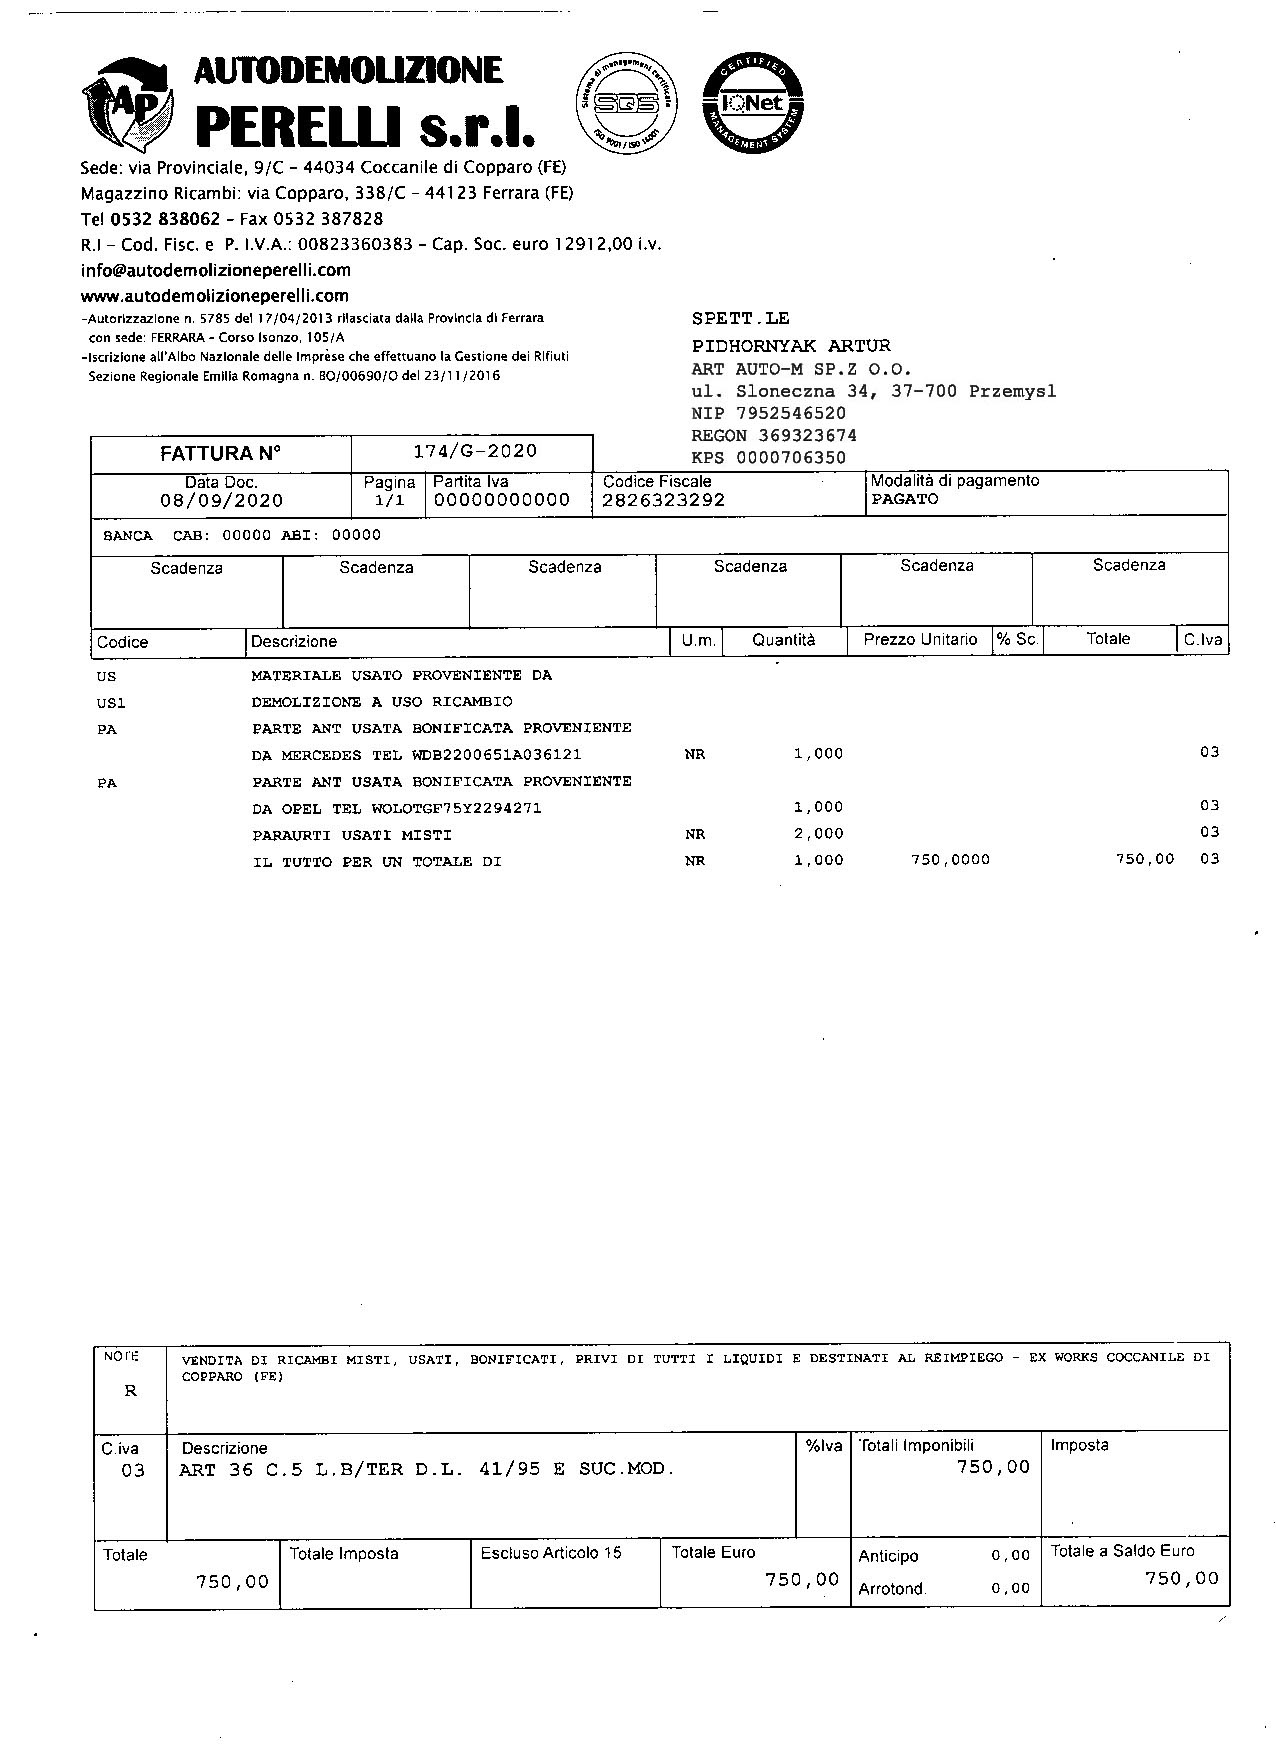 AUTODEMOLIZIONE
PERELLI s.r.l.
AP
Sistema di management certificato
SQS
ISO 9001 / ISO 14001
CERTIFIED
IQNet
MANAGEMENT SYSTEM
Sede: via Provinciale, 9/C – 44034 Coccanile di Copparo (FE)
Magazzino Ricambi: via Copparo, 338/C – 44123 Ferrara (FE)
Tel 0532 838062 – Fax 0532 387828
R.I – Cod. Fisc. e P. I.V.A.: 00823360383 – Cap. Soc. euro 12912,00 i.v.
info@autodemolizioneperelli.com
www.autodemolizioneperelli.com
–Autorizzazione n. 5785 del 17/04/2013 rilasciata dalla Provincia di Ferrara
con sede: FERRARA – Corso Isonzo, 105/A
–Iscrizione all'Albo Nazionale delle Imprese che effettuano la Gestione dei Rifiuti
Sezione Regionale Emilia Romagna n. BO/00690/O del 23/11/2016
SPETT.LE
PIDHORNYAK ARTUR
ART AUTO-M SP.Z O.O.
ul. Sloneczna 34, 37-700 Przemysl
NIP 7952546520
REGON 369323674
KPS 0000706350
FATTURA N° 174/G-2020
Data Doc. Pagina Partita Iva Codice Fiscale Modalità di pagamento
08/09/2020 1/1 00000000000 2826323292 PAGATO
BANCA CAB: 00000 ABI: 00000
Scadenza Scadenza Scadenza Scadenza Scadenza Scadenza
Codice Descrizione U.m. Quantità Prezzo Unitario % Sc. Totale C.Iva
US MATERIALE USATO PROVENIENTE DA
US1 DEMOLIZIONE A USO RICAMBIO
PA PARTE ANT USATA BONIFICATA PROVENIENTE
DA MERCEDES TEL WDB2200651A036121 NR 1,000 03
PA PARTE ANT USATA BONIFICATA PROVENIENTE
DA OPEL TEL WOLOTGF75Y2294271 1,000 03
PARAURTI USATI MISTI NR 2,000 03
IL TUTTO PER UN TOTALE DI NR 1,000 750,0000 750,00 03
NOTE VENDITA DI RICAMBI MISTI, USATI, BONIFICATI, PRIVI DI TUTTI I LIQUIDI E DESTINATI AL REIMPIEGO - EX WORKS COCCANILE DI
COPPARO (FE)
R
C.iva Descrizione %Iva Totali Imponibili Imposta
03 ART 36 C.5 L.B/TER D.L. 41/95 E SUC.MOD. 750,00
Totale Totale Imposta Escluso Articolo 15 Totale Euro Anticipo 0,00 Totale a Saldo Euro
750,00 750,00 Arrotond. 0,00 750,00